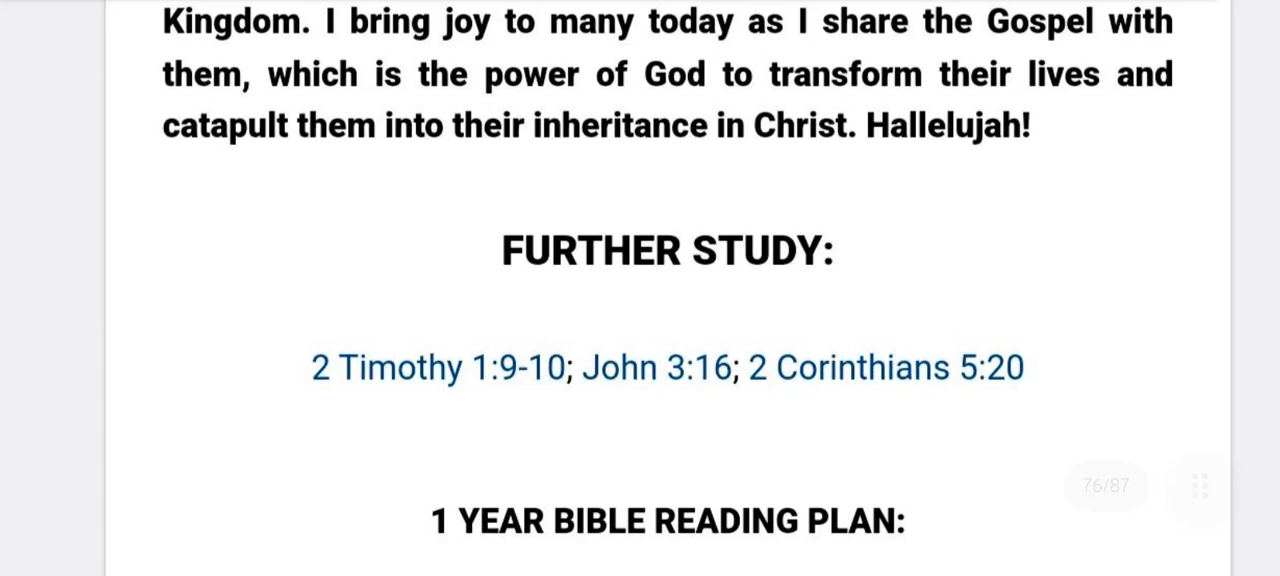 Kingdom. I bring joy to many today as I share the Gospel with
them, which is the power of God to transform their lives and
catapult them into their inheritance in Christ. Hallelujah!
FURTHER STUDY:
2 Timothy 1:9-10; John 3:16; 2 Corinthians 5:20
76/87
1 YEAR BIBLE READING PLAN: